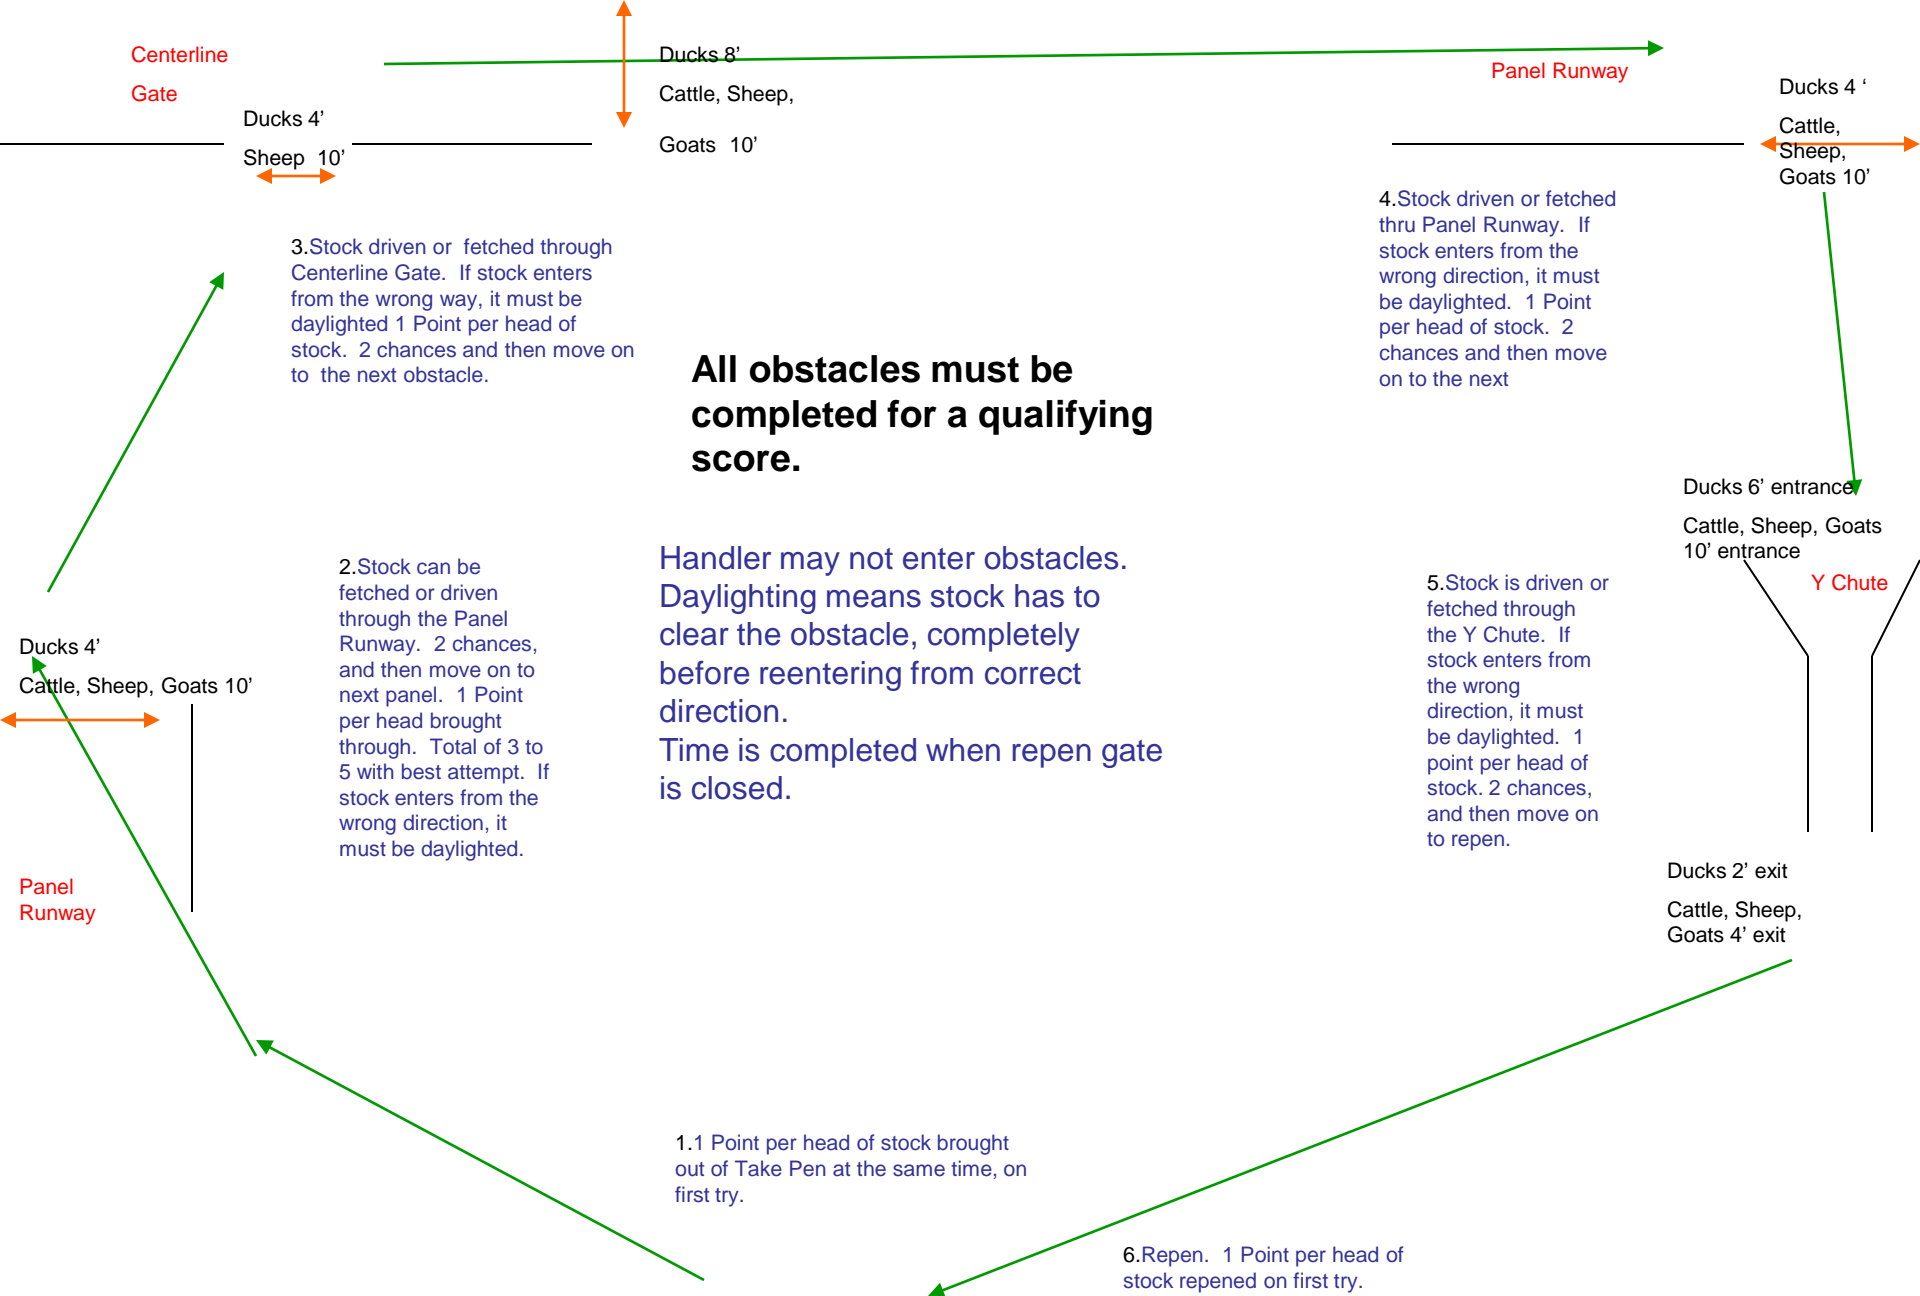 Centerline
Gate
Ducks 4’
Sheep 10’
Ducks 8’
Cattle, Sheep,
Goats 10’
Panel Runway
Ducks 4 ‘
Cattle,
Sheep,
Goats 10’
3.Stock driven or fetched through
Centerline Gate. If stock enters
from the wrong way, it must be
daylighted 1 Point per head of
stock. 2 chances and then move on
to the next obstacle.
4.Stock driven or fetched
thru Panel Runway. If
stock enters from the
wrong direction, it must
be daylighted. 1 Point
per head of stock. 2
chances and then move
on to the next
All obstacles must be
completed for a qualifying
score.
Ducks 6’ entrance
Cattle, Sheep, Goats
10’ entrance
Y Chute
2.Stock can be
fetched or driven
through the Panel
Runway. 2 chances,
and then move on to
next panel. 1 Point
per head brought
through. Total of 3 to
5 with best attempt. If
stock enters from the
wrong direction, it
must be daylighted.
Handler may not enter obstacles.
Daylighting means stock has to
clear the obstacle, completely
before reentering from correct
direction.
Time is completed when repen gate
is closed.
5.Stock is driven or
fetched through
the Y Chute. If
stock enters from
the wrong
direction, it must
be daylighted. 1
point per head of
stock. 2 chances,
and then move on
to repen.
Ducks 4’
Cattle, Sheep, Goats 10’
Panel
Runway
Ducks 2’ exit
Cattle, Sheep,
Goats 4’ exit
1.1 Point per head of stock brought
out of Take Pen at the same time, on
first try.
6.Repen. 1 Point per head of
stock repened on first try.